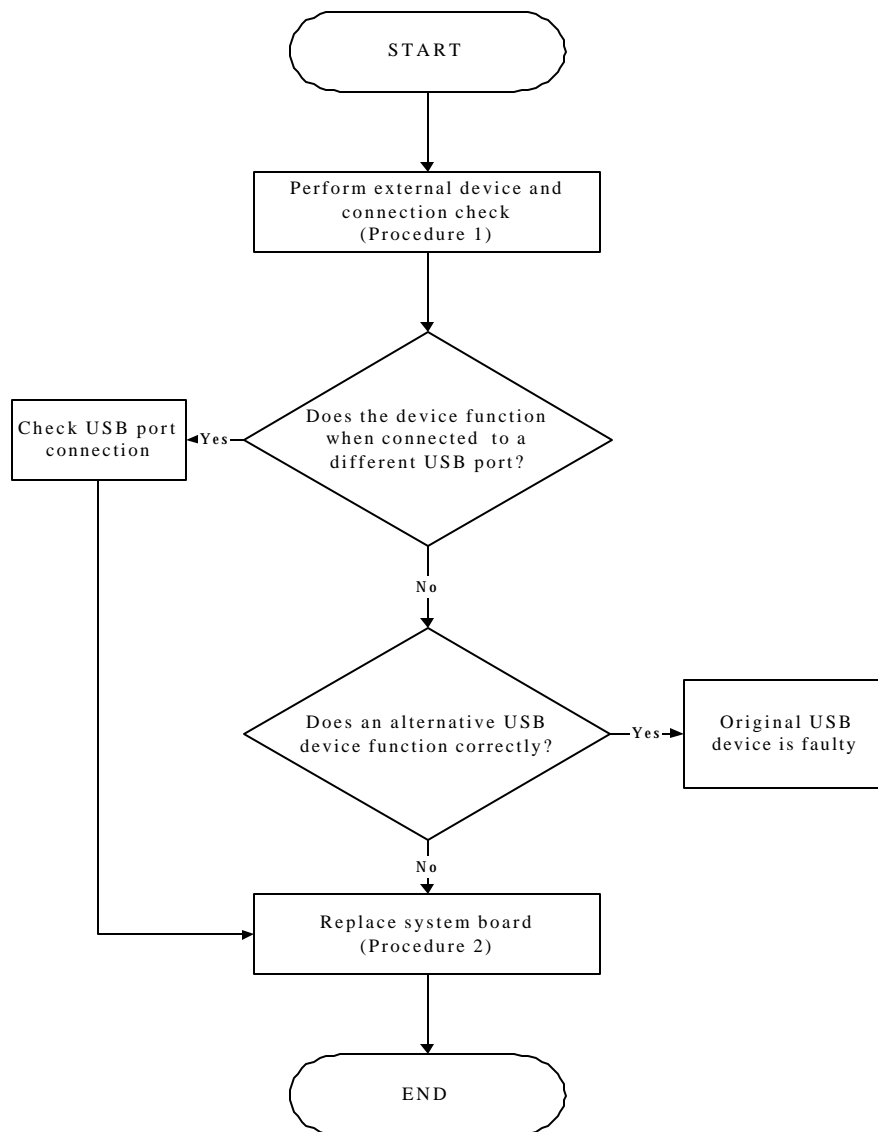 START
Perform external device and
connection check
(Procedure 1)
Does the device function
when connected to a
different USB port?
Yes
Check USB port
connection
No
Does an alternative USB
device function correctly?
Yes
Original USB
device is faulty
No
Replace system board
(Procedure 2)
END